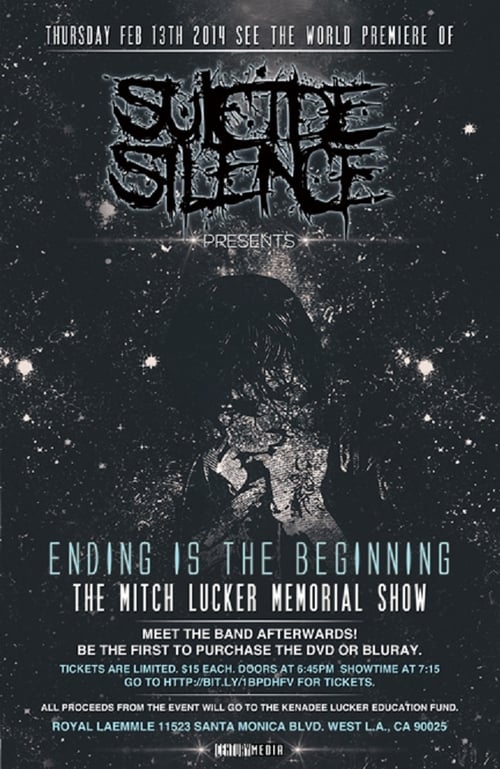 THURSDAY FEB 13TH 2014 SEE THE WORLD PREMIERE OF
SUICIDE
SILENCE
PRESENTS
ENDING IS THE BEGINNING
THE MITCH LUCKER MEMORIAL SHOW
MEET THE BAND AFTERWARDS!
BE THE FIRST TO PURCHASE THE DVD OR BLURAY.
TICKETS ARE LIMITED. $15 EACH. DOORS AT 6:45PM SHOWTIME AT 7:15
GO TO HTTP://BIT.LY/1BPDHFV FOR TICKETS.
ALL PROCEEDS FROM THE EVENT WILL GO TO THE KENADEE LUCKER EDUCATION FUND.
ROYAL LAEMMLE 11523 SANTA MONICA BLVD. WEST L.A., CA 90025
CENTURYMEDIA